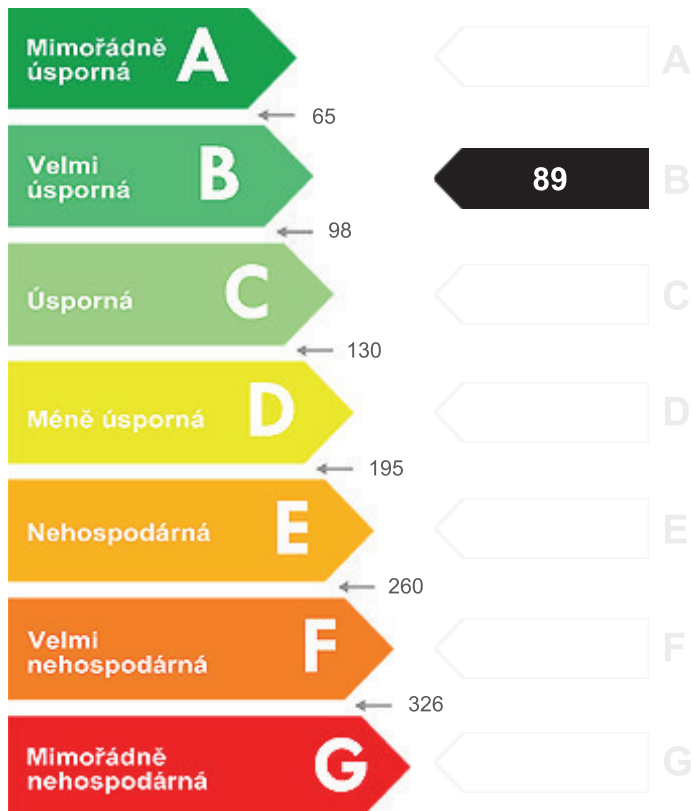 Mimořádně
úsporná
A
A
65
Velmi
úsporná
B
89
B
98
Úsporná
C
C
130
Méně úsporná
D
D
195
Nehospodárná
E
E
260
Velmi
nehospodárná
F
F
326
Mimořádně
nehospodárná
G
G